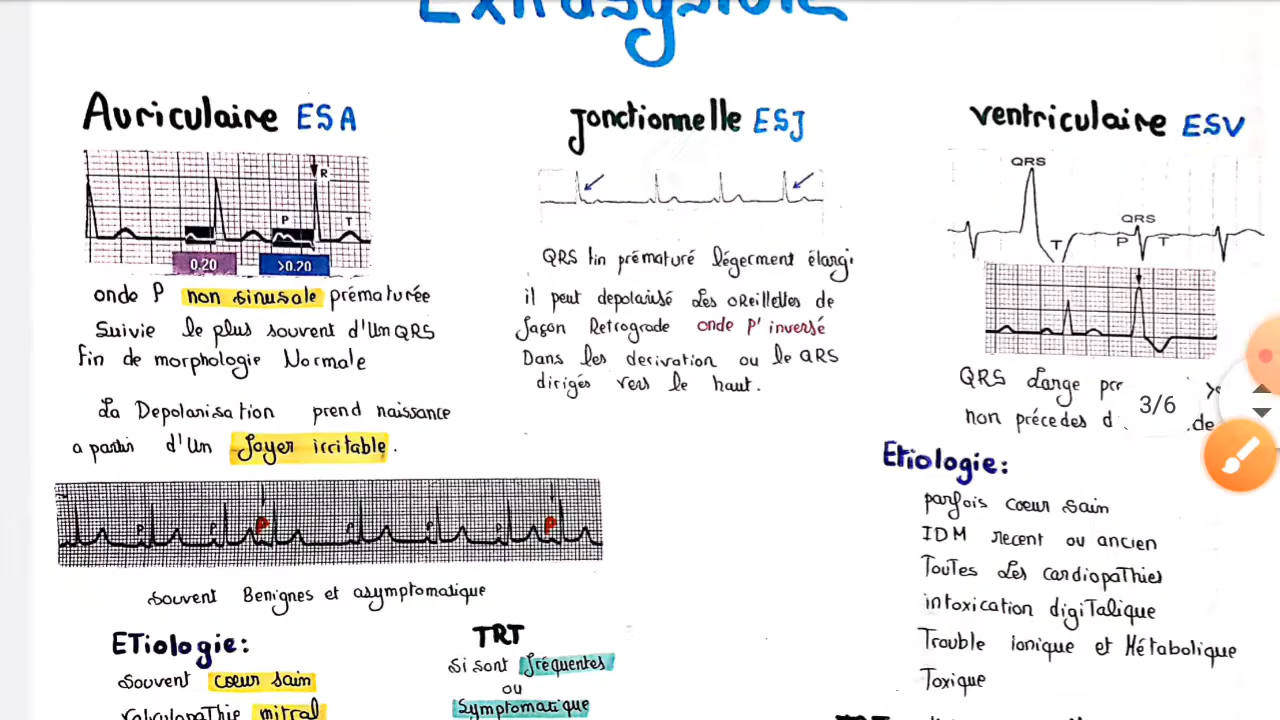 Extrasystole
Auriculaire ESA
R
P
T
0.20
>0.20
onde P non sinusale prématurée
Suivie le plus souvent d'Un QRS
fin de morphologie Normale
La Depolarisation prend naissance
a partir d'Un foyer irritable.
P
P
souvent Benignes et asymptomatique
ETiologie:
souvent coeur sain
valvulopaThie mitral
TRT
Si sont fréquentes
ou
Symptomatique
Jonctionnelle ESJ
QRS fin prématuré légerment élargi
il peut depolarisé Les oReillettes de
façon Retrograde onde P' inversé
Dans les derivation ou le QRS
dirigés vers le haut.
ventriculaire ESV
QRS
T
QRS
P
T
QRS Large
non précedes
3/6
Etiologie:
parfois coeur sain
IDM recent ou ancien
TouTes Les cardiopaThies
intoxication digiTalique
Trouble ionique et Métabolique
Toxique